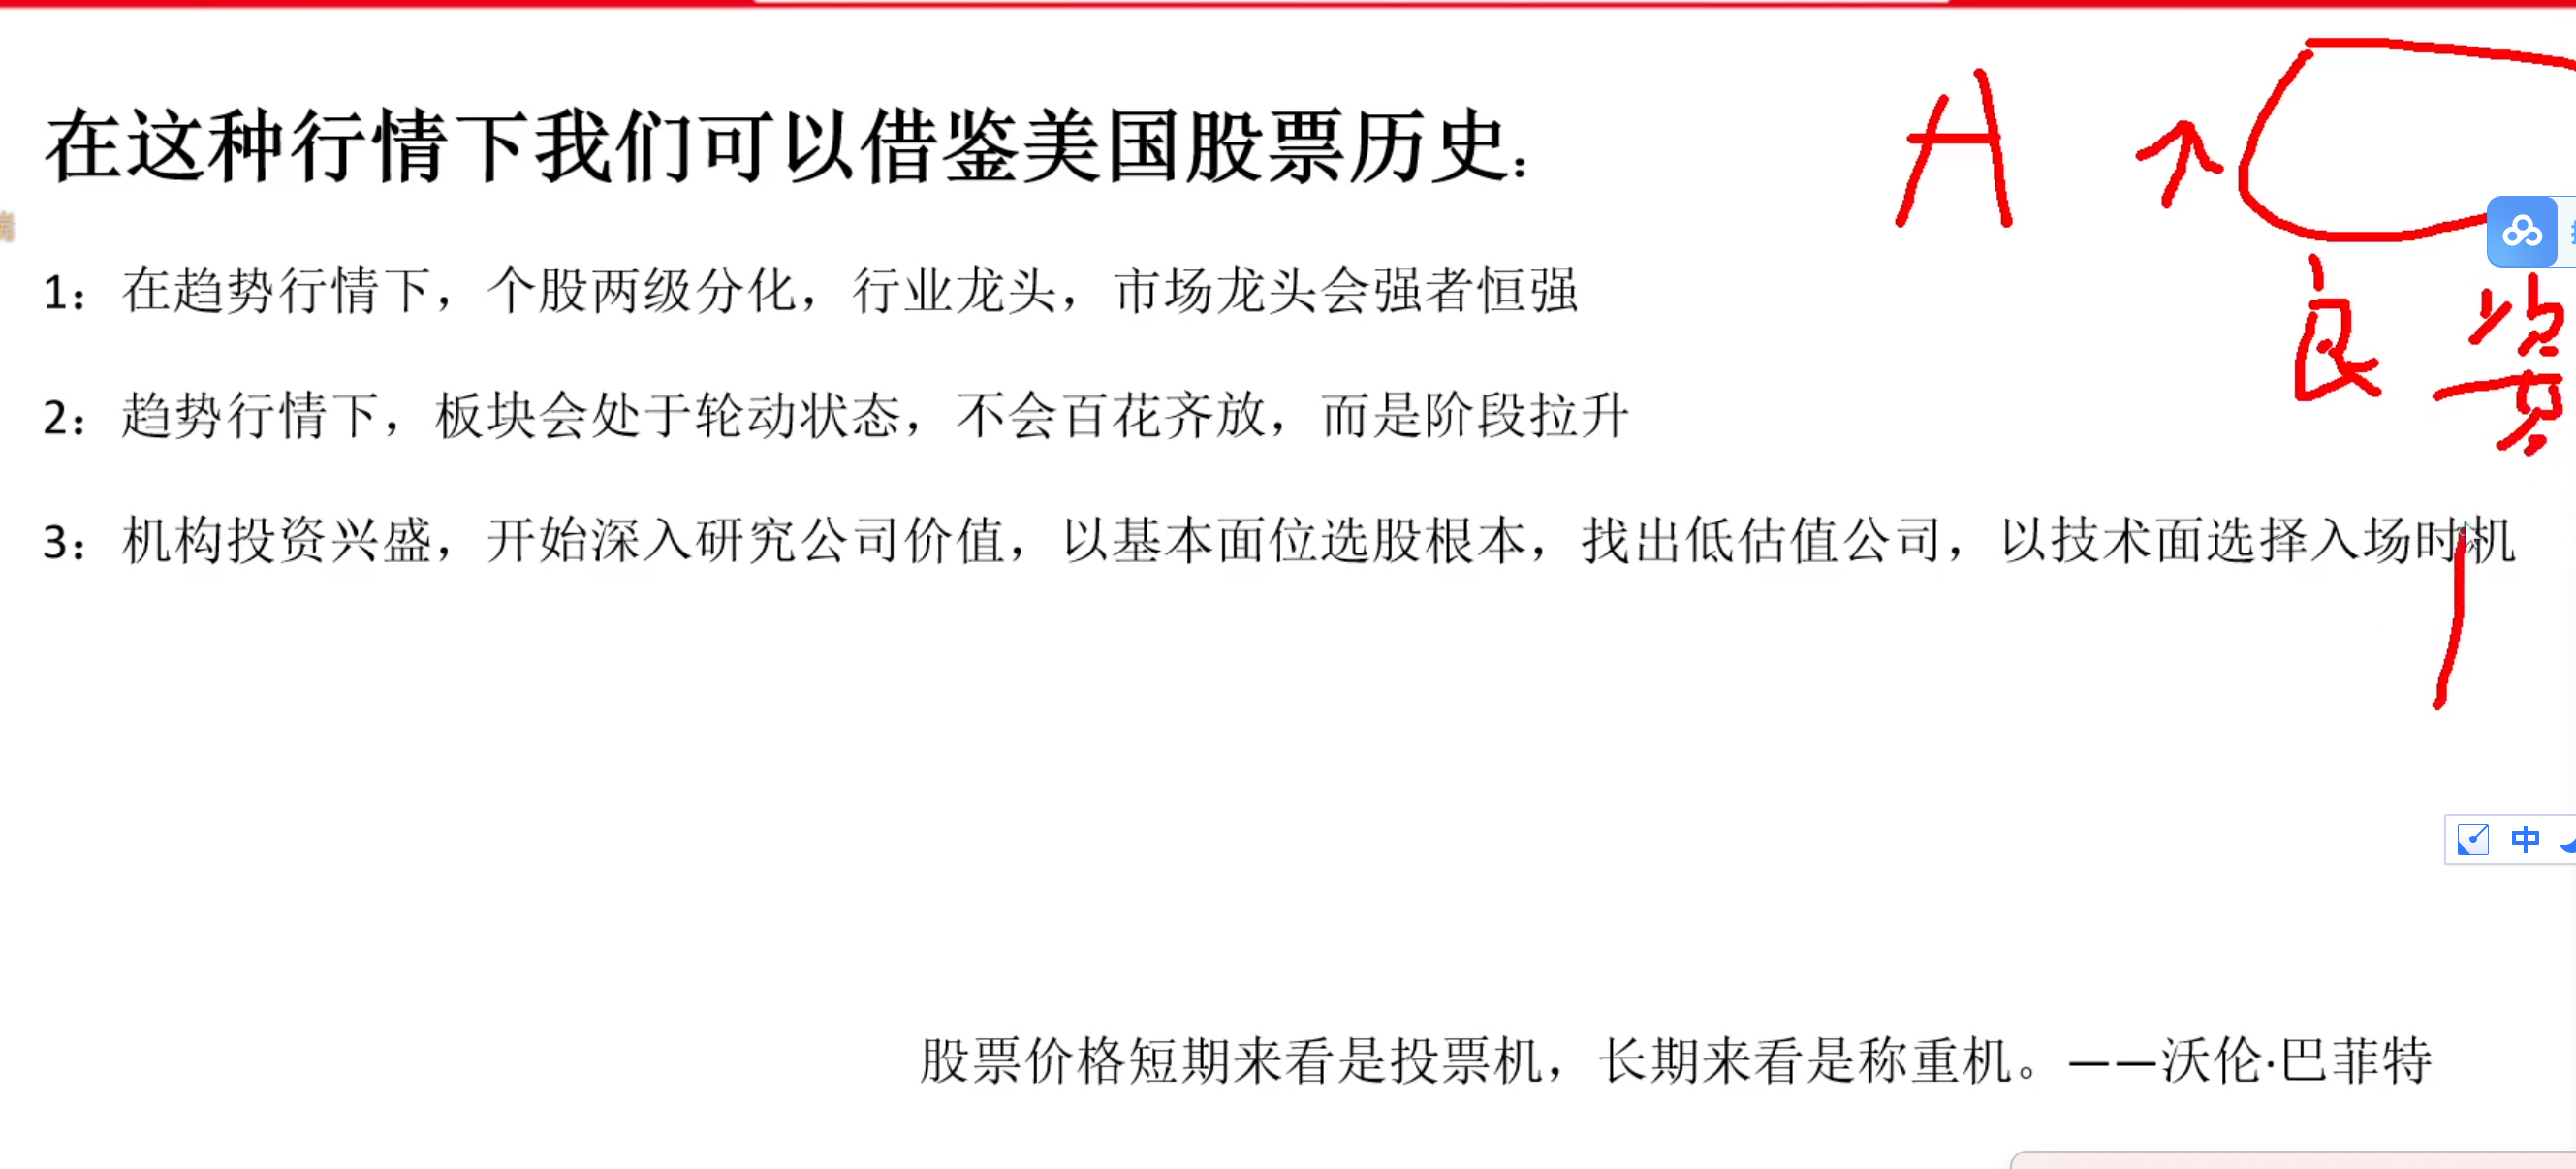 在这种行情下我们可以借鉴美国股票历史：
A
良
1：在趋势行情下，个股两级分化，行业龙头，市场龙头会强者恒强
2：趋势行情下，板块会处于轮动状态，不会百花齐放，而是阶段拉升
3：机构投资兴盛，开始深入研究公司价值，以基本面位选股根本，找出低估值公司，以技术面选择入场时机
中
股票价格短期来看是投票机，长期来看是称重机。——沃伦·巴菲特